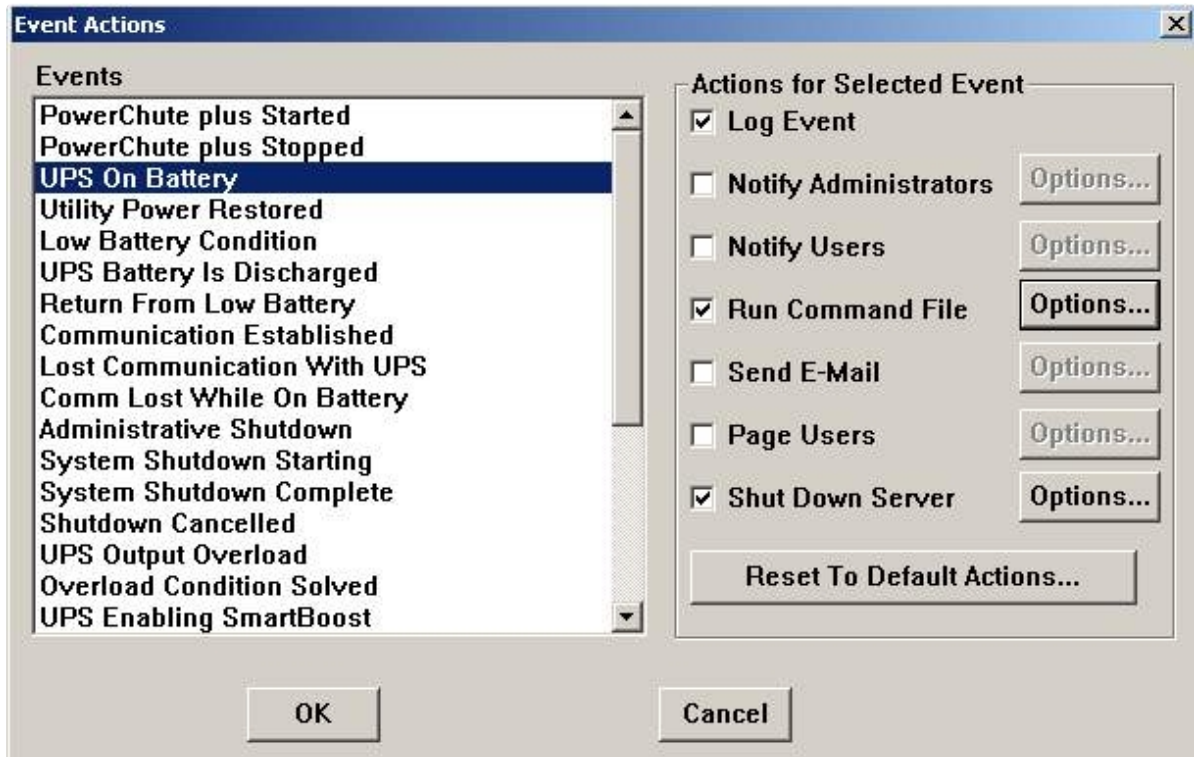 Event Actions
Events
PowerChute plus Started
PowerChute plus Stopped
UPS On Battery
Utility Power Restored
Low Battery Condition
UPS Battery Is Discharged
Return From Low Battery
Communication Established
Lost Communication With UPS
Comm Lost While On Battery
Administrative Shutdown
System Shutdown Starting
System Shutdown Complete
Shutdown Cancelled
UPS Output Overload
Overload Condition Solved
UPS Enabling SmartBoost
Actions for Selected Event
Log Event
Notify Administrators Options...
Notify Users Options...
Run Command File Options...
Send E-Mail Options...
Page Users Options...
Shut Down Server Options...
Reset To Default Actions...
OK Cancel